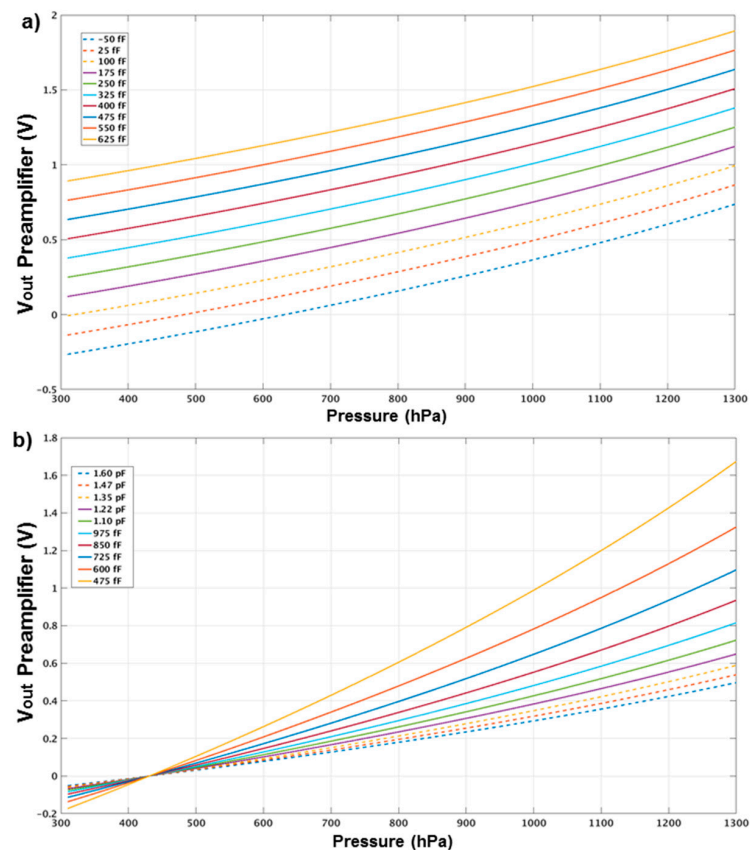 a)
2
1.5
1
0.5
0
-0.5
-50 fF
25 fF
100 fF
175 fF
250 fF
325 fF
400 fF
475 fF
550 fF
625 fF
Vout Preamplifier (V)
300 400 500 600 700 800 900 1000 1100 1200 1300
Pressure (hPa)
b)
1.8
1.6
1.4
1.2
1
0.8
0.6
0.4
0.2
0
-0.2
1.60 pF
1.47 pF
1.35 pF
1.22 pF
1.10 pF
975 fF
850 fF
725 fF
600 fF
475 fF
Vout Preamplifier (V)
300 400 500 600 700 800 900 1000 1100 1200 1300
Pressure (hPa)